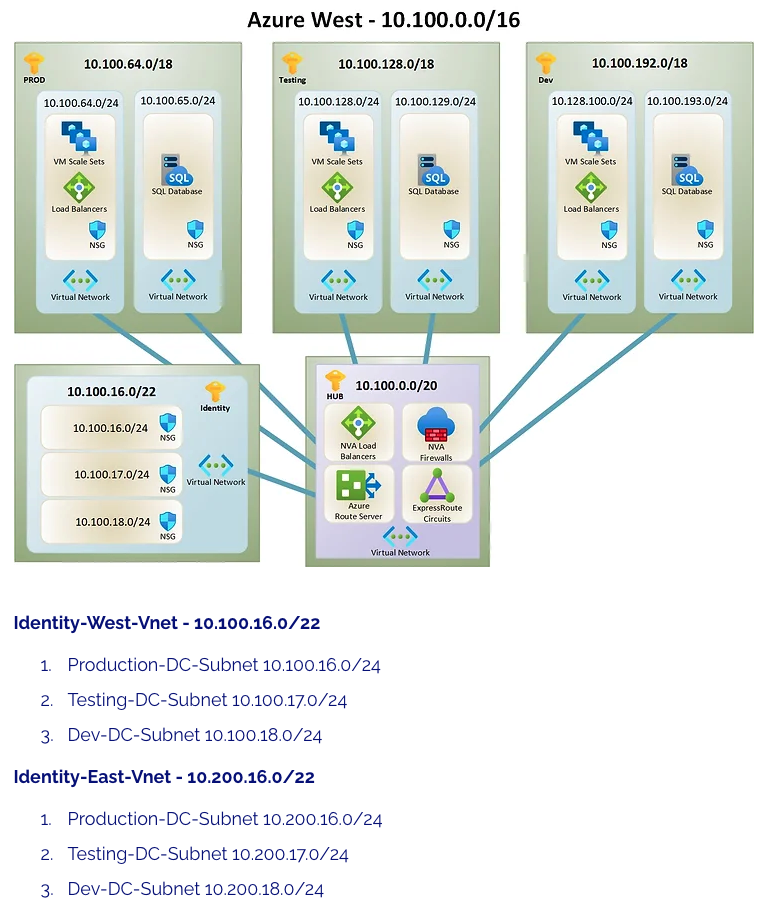 Azure West - 10.100.0.0/16
PROD
10.100.64.0/18
10.100.64.0/24
VM Scale Sets
Load Balancers
NSG
Virtual Network
10.100.65.0/24
SQL
SQL Database
NSG
Virtual Network
Testing
10.100.128.0/18
10.100.128.0/24
VM Scale Sets
Load Balancers
NSG
Virtual Network
10.100.129.0/24
SQL
SQL Database
NSG
Virtual Network
Dev
10.100.192.0/18
10.128.100.0/24
VM Scale Sets
Load Balancers
NSG
Virtual Network
10.100.193.0/24
SQL
SQL Database
NSG
Virtual Network
10.100.16.0/22
Identity
10.100.16.0/24
NSG
10.100.17.0/24
NSG
10.100.18.0/24
NSG
Virtual Network
HUB
10.100.0.0/20
NVA Load
Balancers
NVA
Firewalls
Azure
Route Server
ExpressRoute
Circuits
Virtual Network
Identity-West-Vnet - 10.100.16.0/22
1. Production-DC-Subnet 10.100.16.0/24
2. Testing-DC-Subnet 10.100.17.0/24
3. Dev-DC-Subnet 10.100.18.0/24
Identity-East-Vnet - 10.200.16.0/22
1. Production-DC-Subnet 10.200.16.0/24
2. Testing-DC-Subnet 10.200.17.0/24
3. Dev-DC-Subnet 10.200.18.0/24